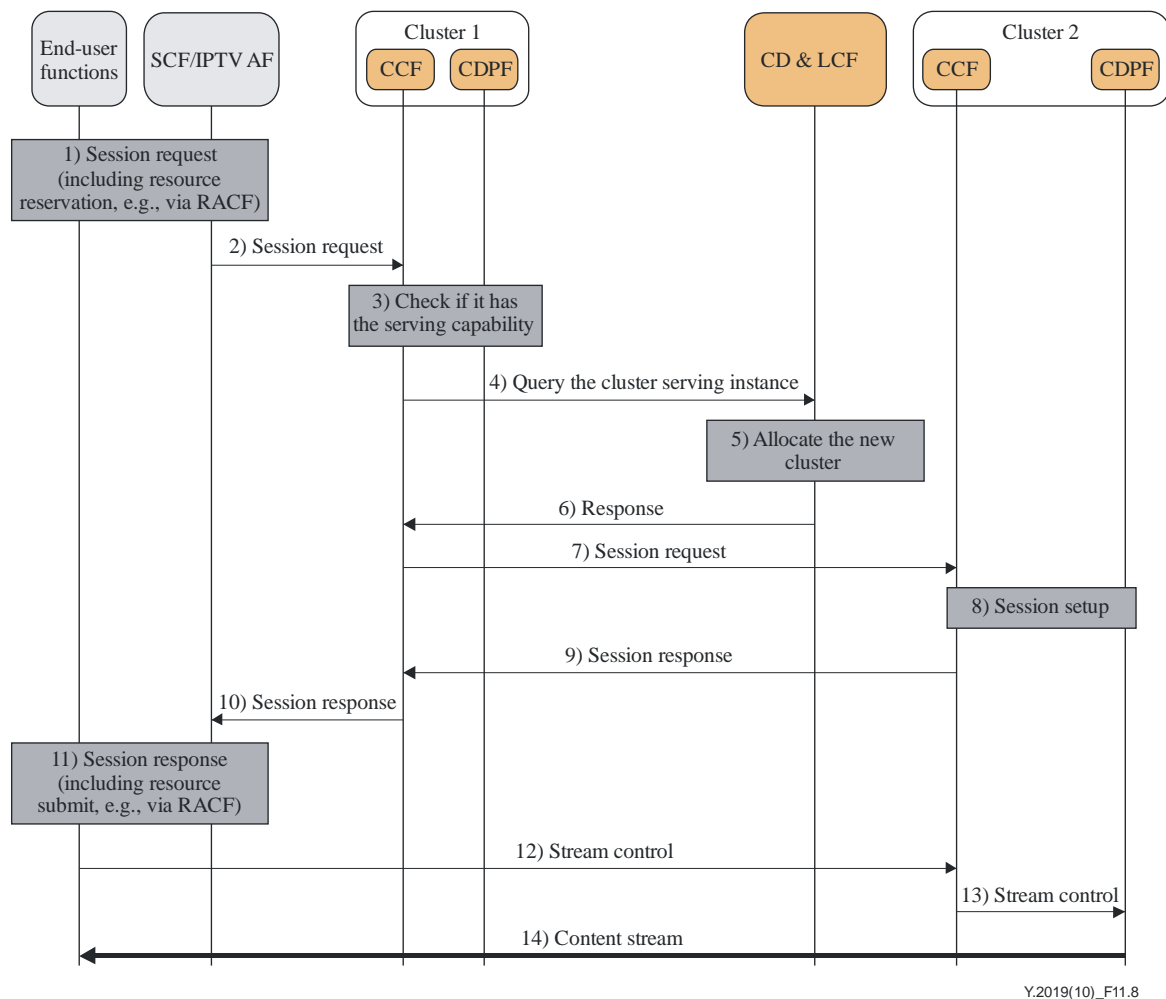 Cluster 1
Cluster 2
End-user
functions
SCF/IPTV AF
CCF
CDPF
CD & LCF
CCF
CDPF
1) Session request
(including resource
reservation, e.g., via RACF)
2) Session request
3) Check if it has
the serving capability
4) Query the cluster serving instance
5) Allocate the new
cluster
6) Response
7) Session request
8) Session setup
9) Session response
10) Session response
11) Session response
(including resource
submit, e.g., via RACF)
12) Stream control
13) Stream control
14) Content stream
Y.2019(10)_F11.8